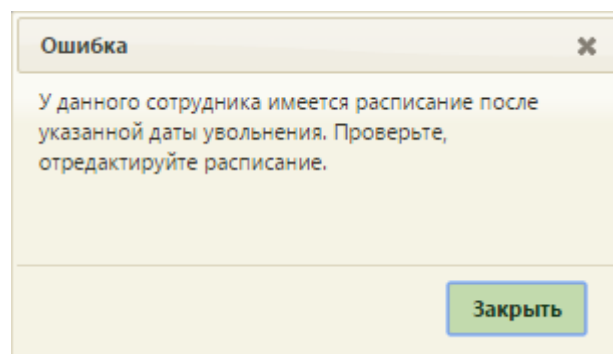 Ошибка
У данного сотрудника имеется расписание после
указанной даты увольнения. Проверьте,
отредактируйте расписание.
Закрыть